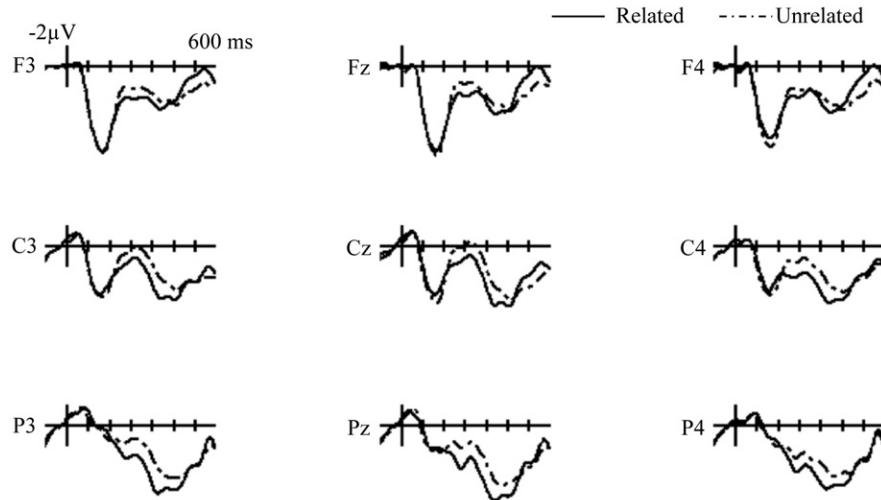 Related Unrelated
-2µV 600 ms
F3 Fz F4
C3 Cz C4
P3 Pz P4